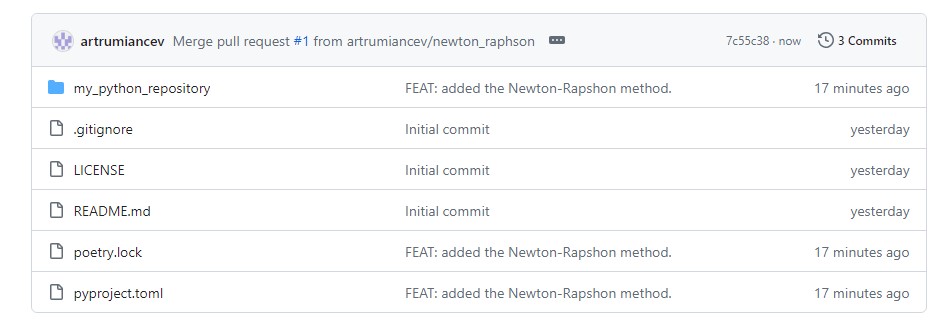 artrumiancev Merge pull request #1 from artrumiancev/newton_raphson 7c55c38 · now 3 Commits
my_python_repository FEAT: added the Newton-Rapshon method. 17 minutes ago
.gitignore Initial commit yesterday
LICENSE Initial commit yesterday
README.md Initial commit yesterday
poetry.lock FEAT: added the Newton-Rapshon method. 17 minutes ago
pyproject.toml FEAT: added the Newton-Rapshon method. 17 minutes ago